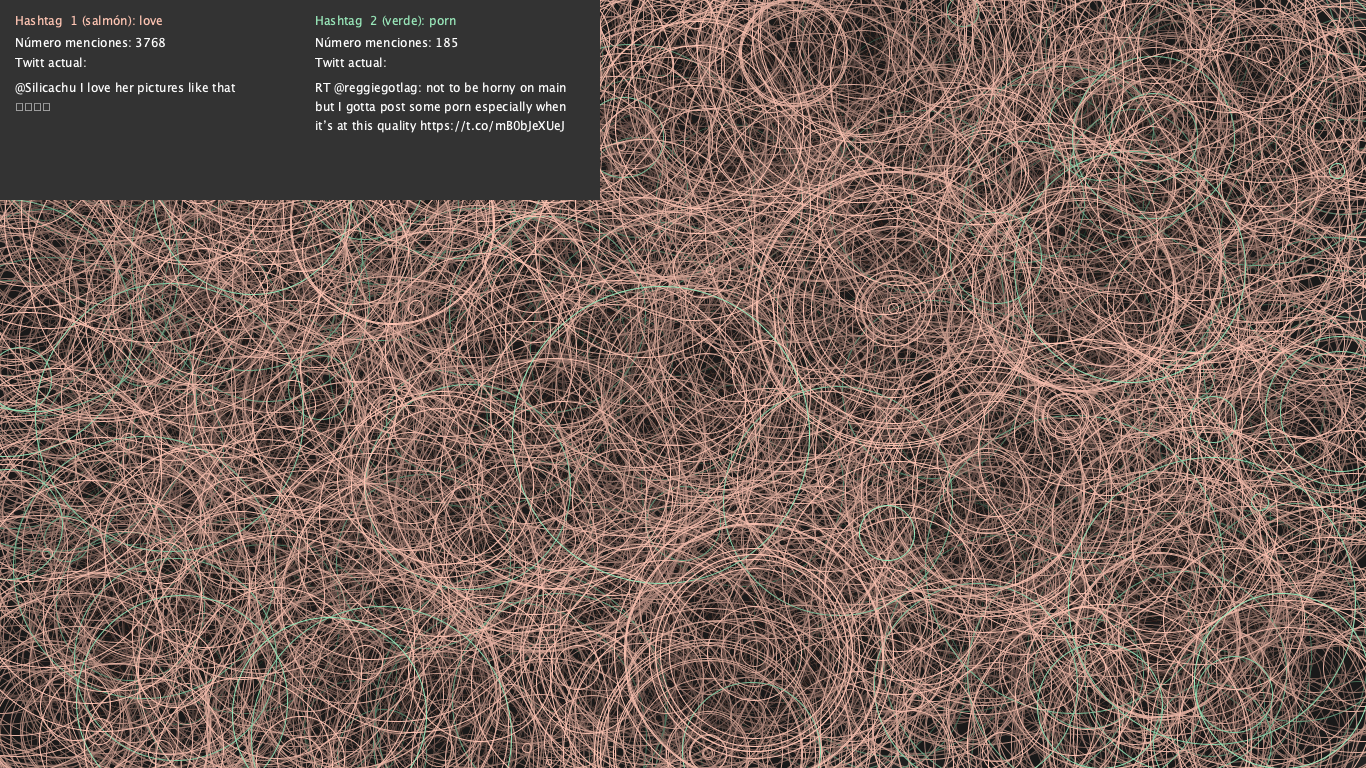 Hashtag  1 (salmón): love
Número menciones: 3768
Twitt actual:
@Silicachu I love her pictures like that
□□□□
Hashtag  2 (verde): porn
Número menciones: 185
Twitt actual:
RT @reggiegotlag: not to be horny on main
but I gotta post some porn especially when
it’s at this quality https://t.co/mB0bJeXUeJ